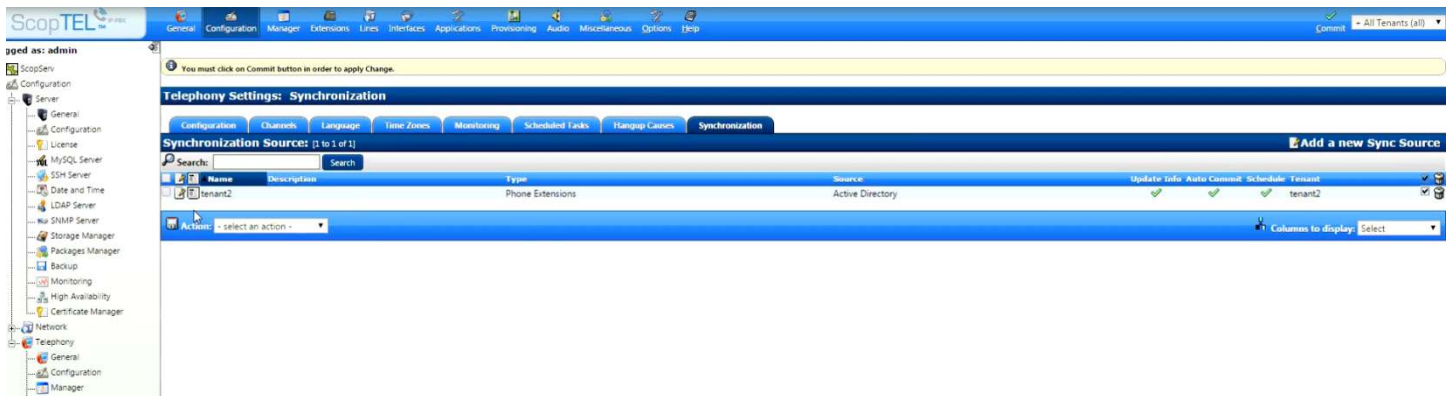 ScopTEL IP PBX
General Configuration Manager Extensions Lines Interfaces Applications Provisioning Audio Miscellaneous Options Help
Commit + All Tenants (all)
gged as: admin
You must click on Commit button in order to apply Change.
Telephony Settings: Synchronization
Configuration Channels Language Time Zones Monitoring Scheduled Tasks Hangup Causes Synchronization
Synchronization Source: [1 to 1 of 1] Add a new Sync Source
Search: Search
Name Description Type Source Update Info Auto Commit Schedule Tenant
tenant2 Phone Extensions Active Directory tenant2
Action: - select an action - Columns to display: Select
ScopServ
Configuration
Server
General
Configuration
License
MySQL Server
SSH Server
Date and Time
LDAP Server
SNMP Server
Storage Manager
Packages Manager
Backup
Monitoring
High Availability
Certificate Manager
Network
Telephony
General
Configuration
Manager